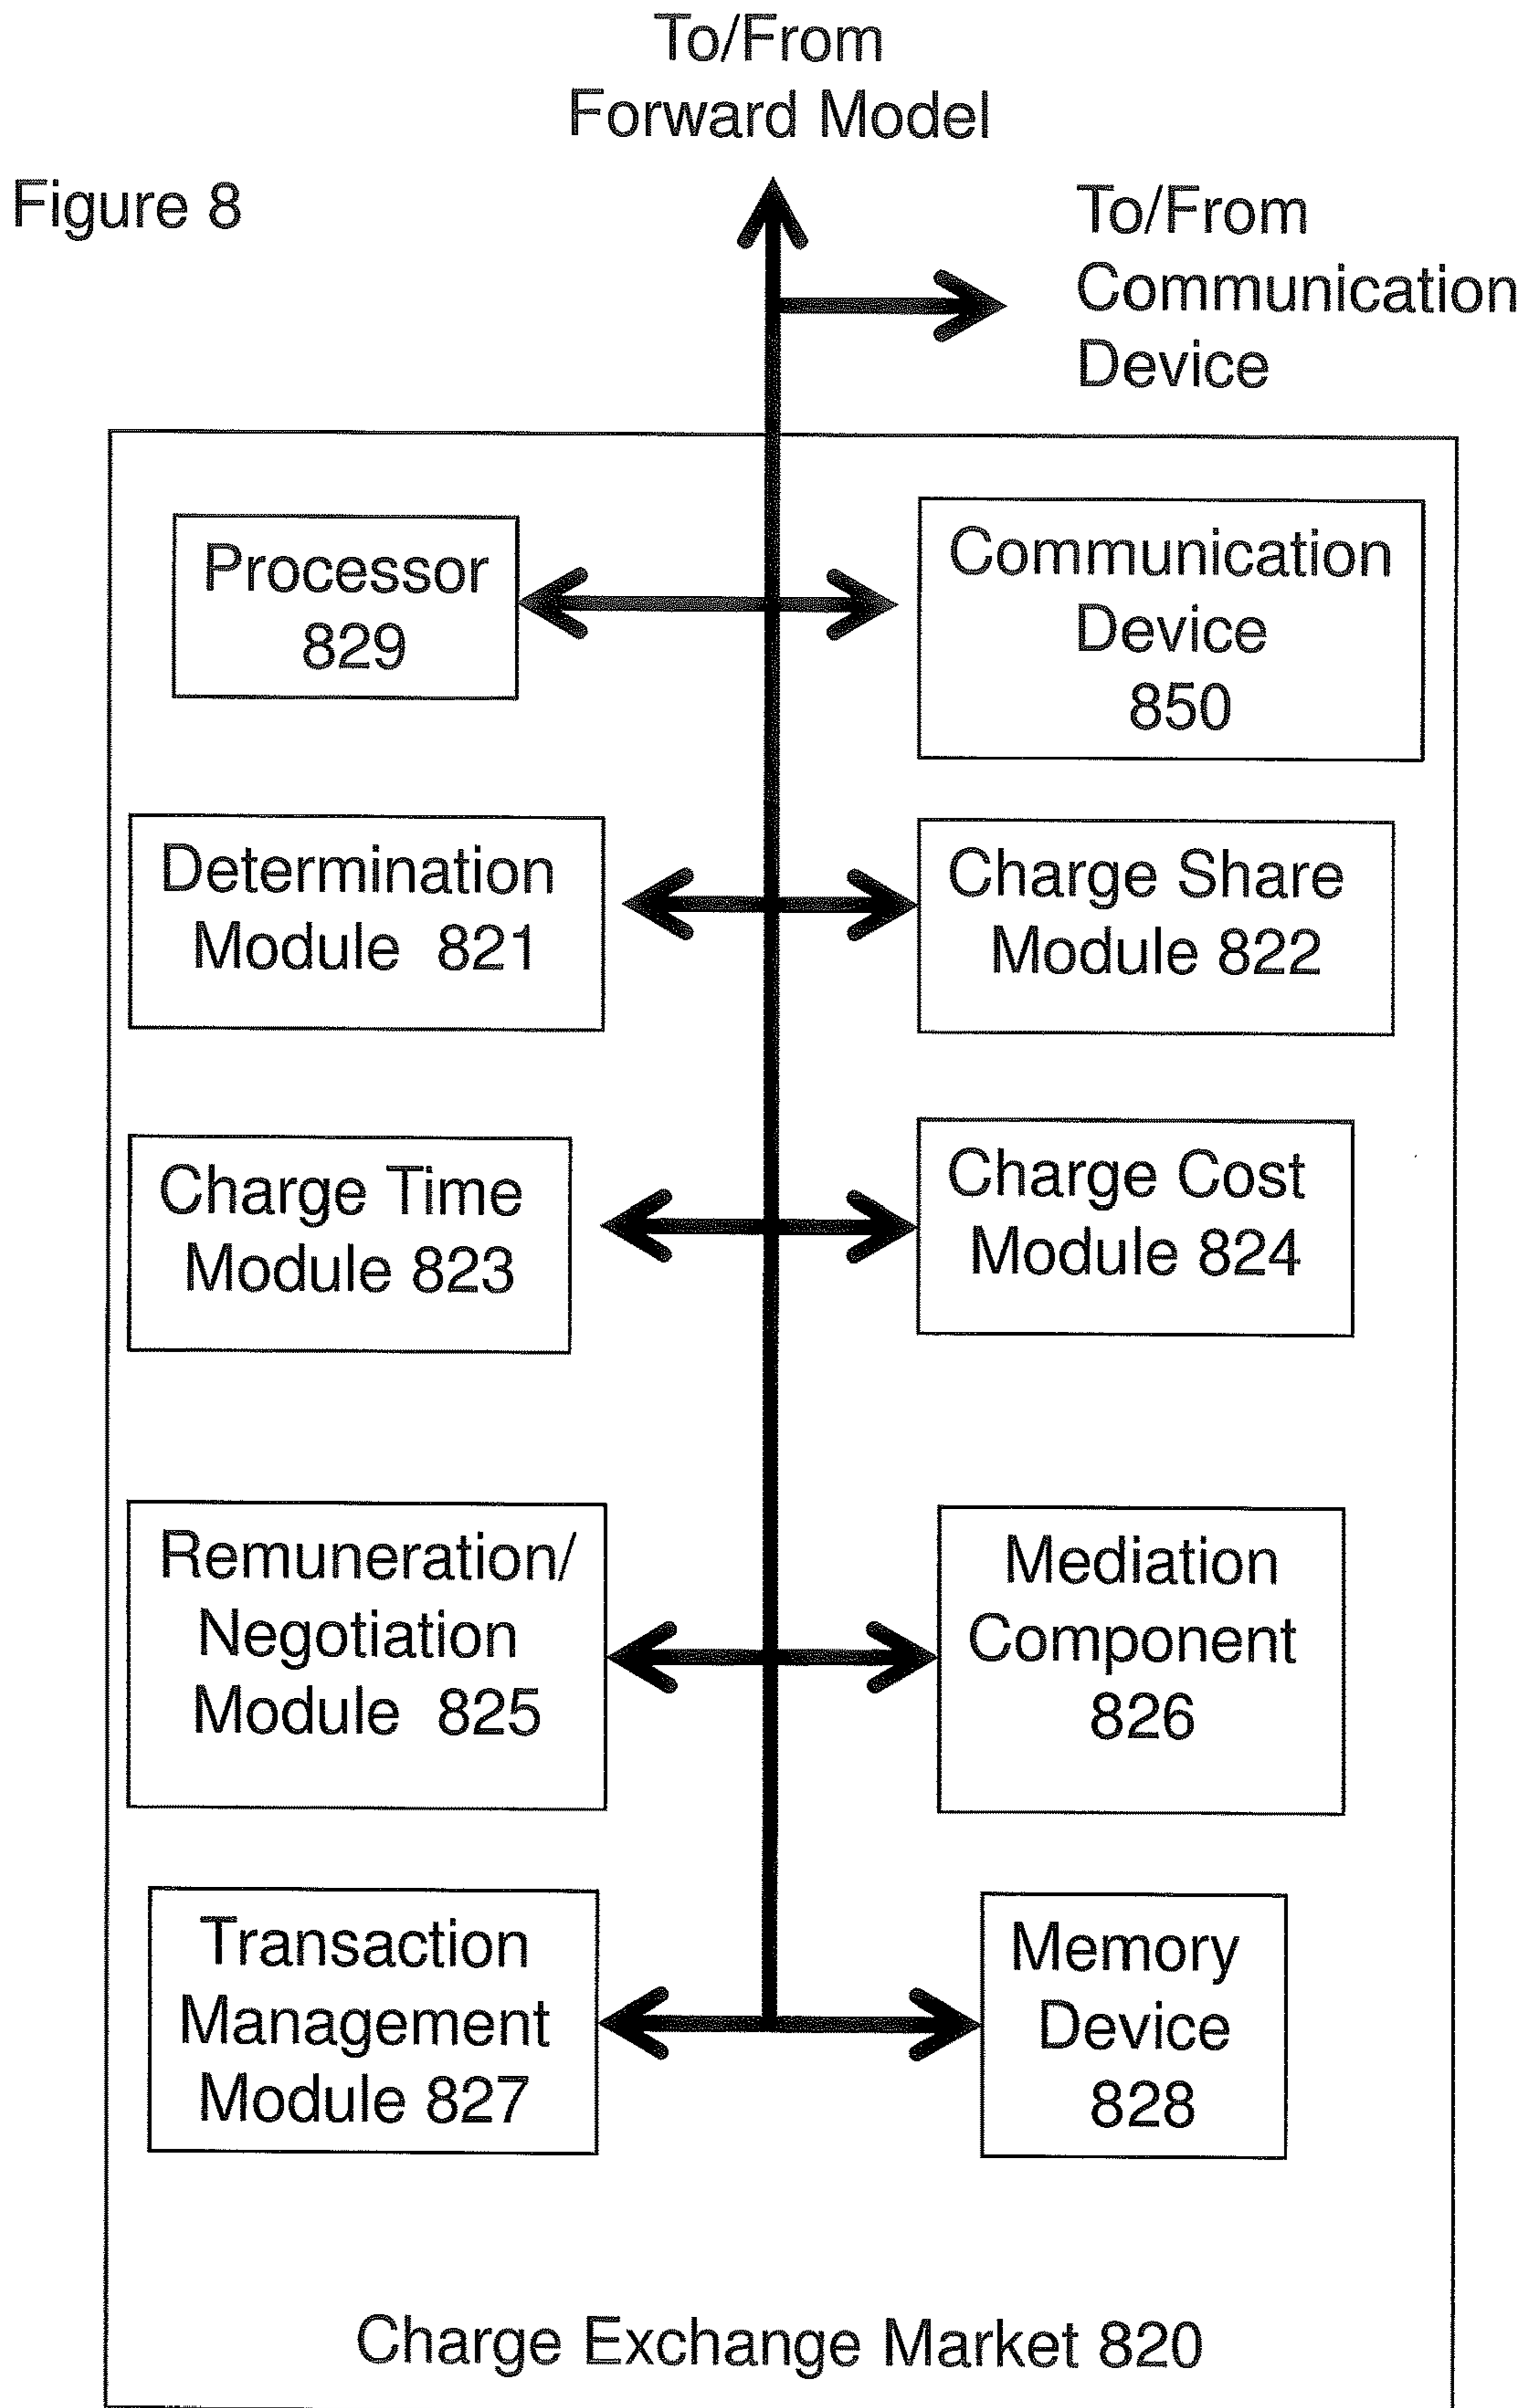 To/From
Forward Model
Figure 8
To/From
Communication
Device
Processor
829
Communication
Device
850
Determination
Module 821
Charge Share
Module 822
Charge Time
Module 823
Charge Cost
Module 824
Remuneration/
Negotiation
Module 825
Mediation
Component
826
Transaction
Management
Module 827
Memory
Device
828
Charge Exchange Market 820